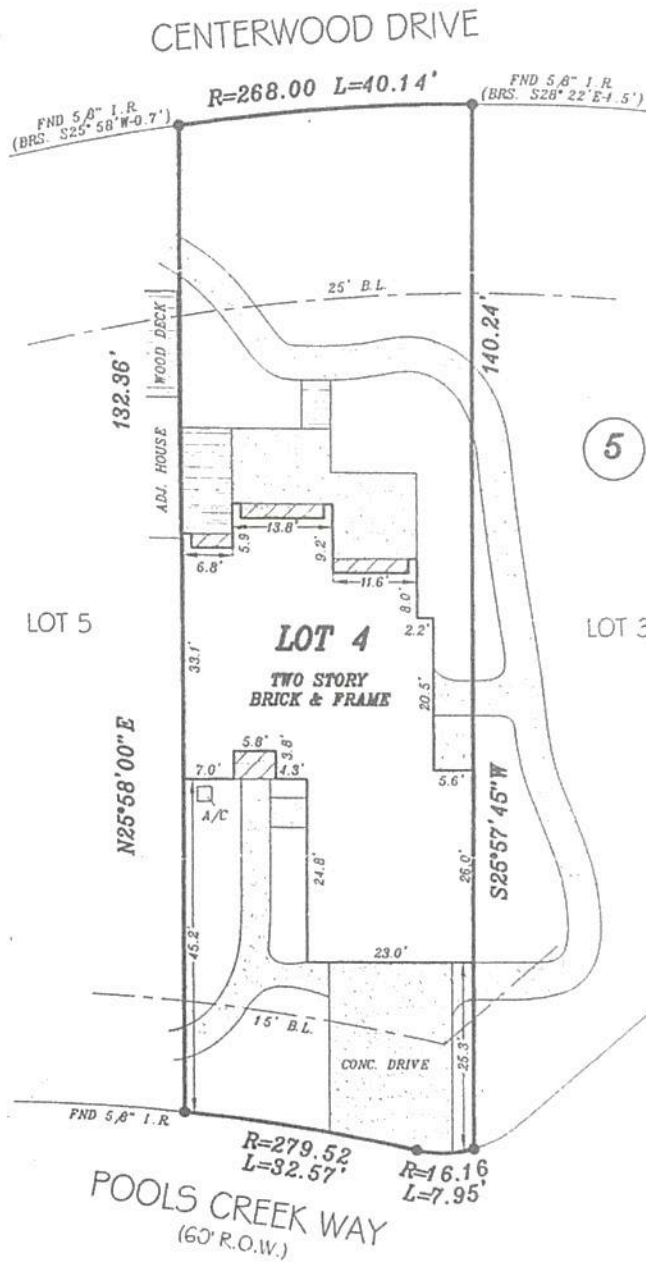 CENTERWOOD DRIVE
R=268.00 L=40.14'
FND 5/8" I.R.
(BRS. S25°58'W-0.7')
FND 5/8" I.R.
(BRS. S28°22'E-1.5')
25' B.L.
WOOD DECK
132.36'
140.24'
ADJ. HOUSE
5
13.8'
6.8'
5.9
9.2'
11.6'
8.0'
LOT 5
LOT 4
2.2'
LOT 3
33.1'
TWO STORY
BRICK & FRAME
20.5'
5.8'
3.8'
7.0'
4.3'
5.6'
A/C
N25°58'00"E
S25°57'45"W
24.8'
26.0'
45.2'
23.0'
15' B.L.
CONC. DRIVE
25.3'
FND 5/8" I.R.
R=279.52
L=32.57'
R=16.16
L=7.95'
POOLS CREEK WAY
(60' R.O.W.)